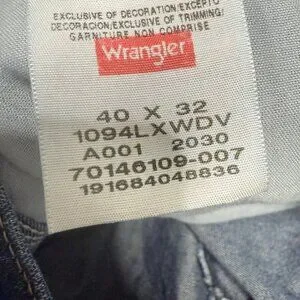 EXCLUSIVE OF DECORATION/EXCEPTO
DECORACION/EXCLUSIVE OF TRIMMING/
GARNITURE NON COMPRISE
Wrangler
40 X 32
1094LXWDV
A001 2030
70146109-007
191684048836